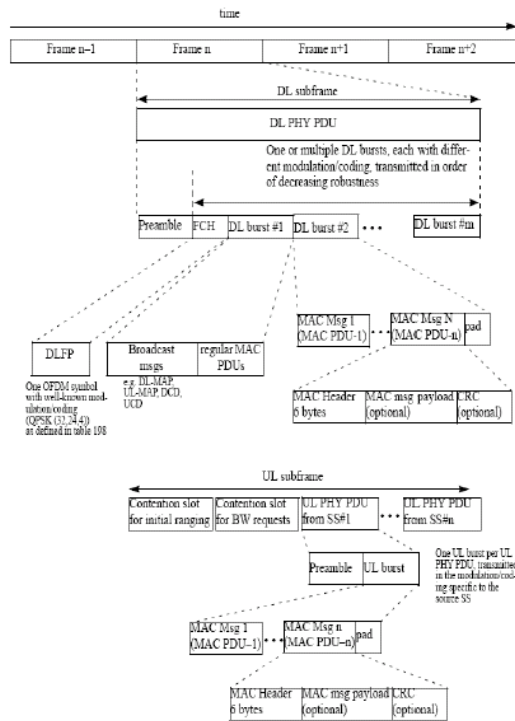 time
Frame n–1 Frame n Frame n+1 Frame n+2
DL subframe
DL PHY PDU
One or multiple DL bursts, each with differ-
ent modulation/coding, transmitted in order
of decreasing robustness
Preamble FCH DL burst #1 DL burst #2 ••• DL burst #m
DLFP
One OFDM symbol
with well-known mod-
ulation/coding
(QPSK (32,24,4))
as defined in table 198
Broadcast
msgs
regular MAC
PDUs
e.g. DL-MAP,
UL-MAP, DCD,
UCD
MAC Msg 1
(MAC PDU-1)
•••
MAC Msg N
(MAC PDU-n)
pad
MAC Header
6 bytes
MAC msg payload
(optional)
CRC
(optional)
UL subframe
Contention slot
for initial ranging
Contention slot
for BW requests
UL PHY PDU
from SS#1
•••
UL PHY PDU
from SS#n
Preamble UL burst
One UL burst per UL
PHY PDU, transmitted
in the modulation/cod-
ing specific to the
source SS
MAC Msg 1
(MAC PDU–1)
•••
MAC Msg n
(MAC PDU–n)
pad
MAC Header
6 bytes
MAC msg payload
(optional)
CRC
(optional)